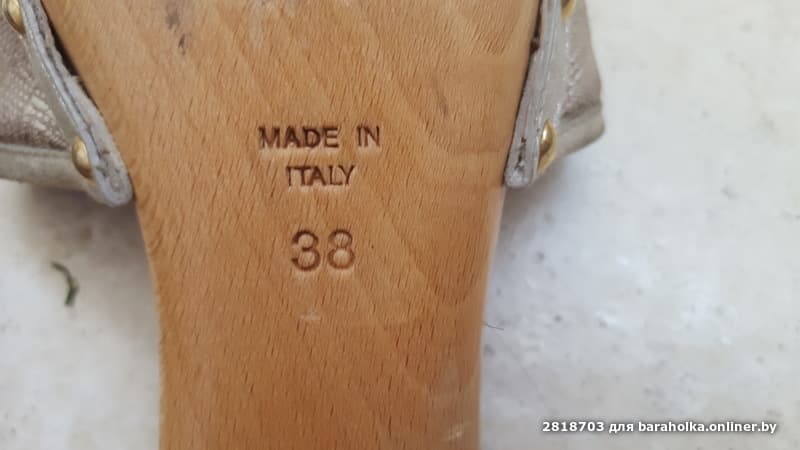 MADE IN
ITALY
38
2818703 для baraholka.onliner.by